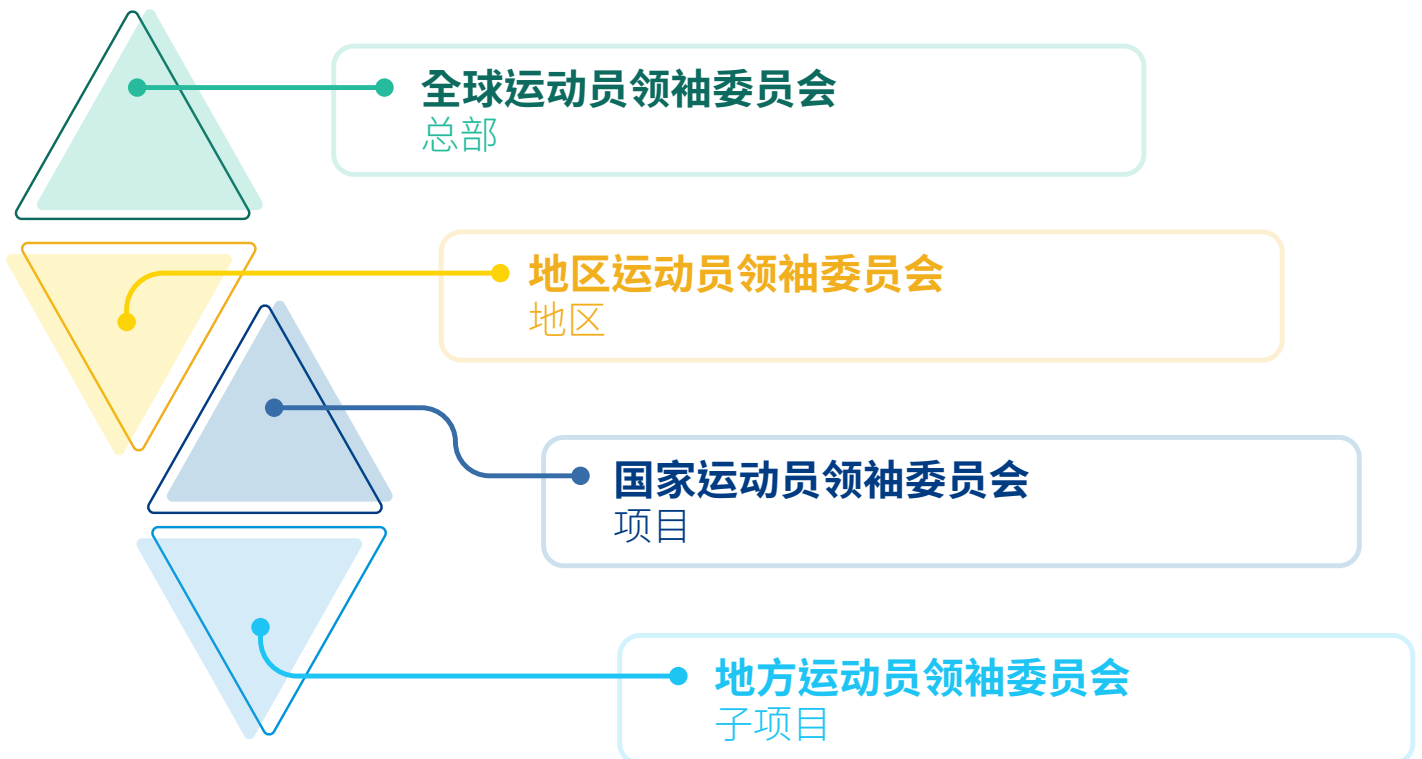 全球运动员领袖委员会
总部
地区运动员领袖委员会
地区
国家运动员领袖委员会
项目
地方运动员领袖委员会
子项目